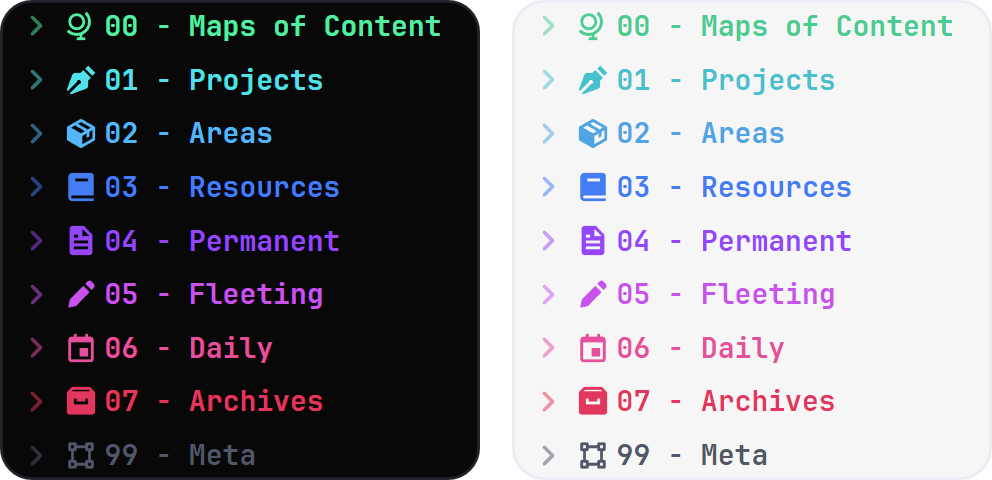 00 - Maps of Content
01 - Projects
02 - Areas
03 - Resources
04 - Permanent
05 - Fleeting
06 - Daily
07 - Archives
99 - Meta
00 - Maps of Content
01 - Projects
02 - Areas
03 - Resources
04 - Permanent
05 - Fleeting
06 - Daily
07 - Archives
99 - Meta